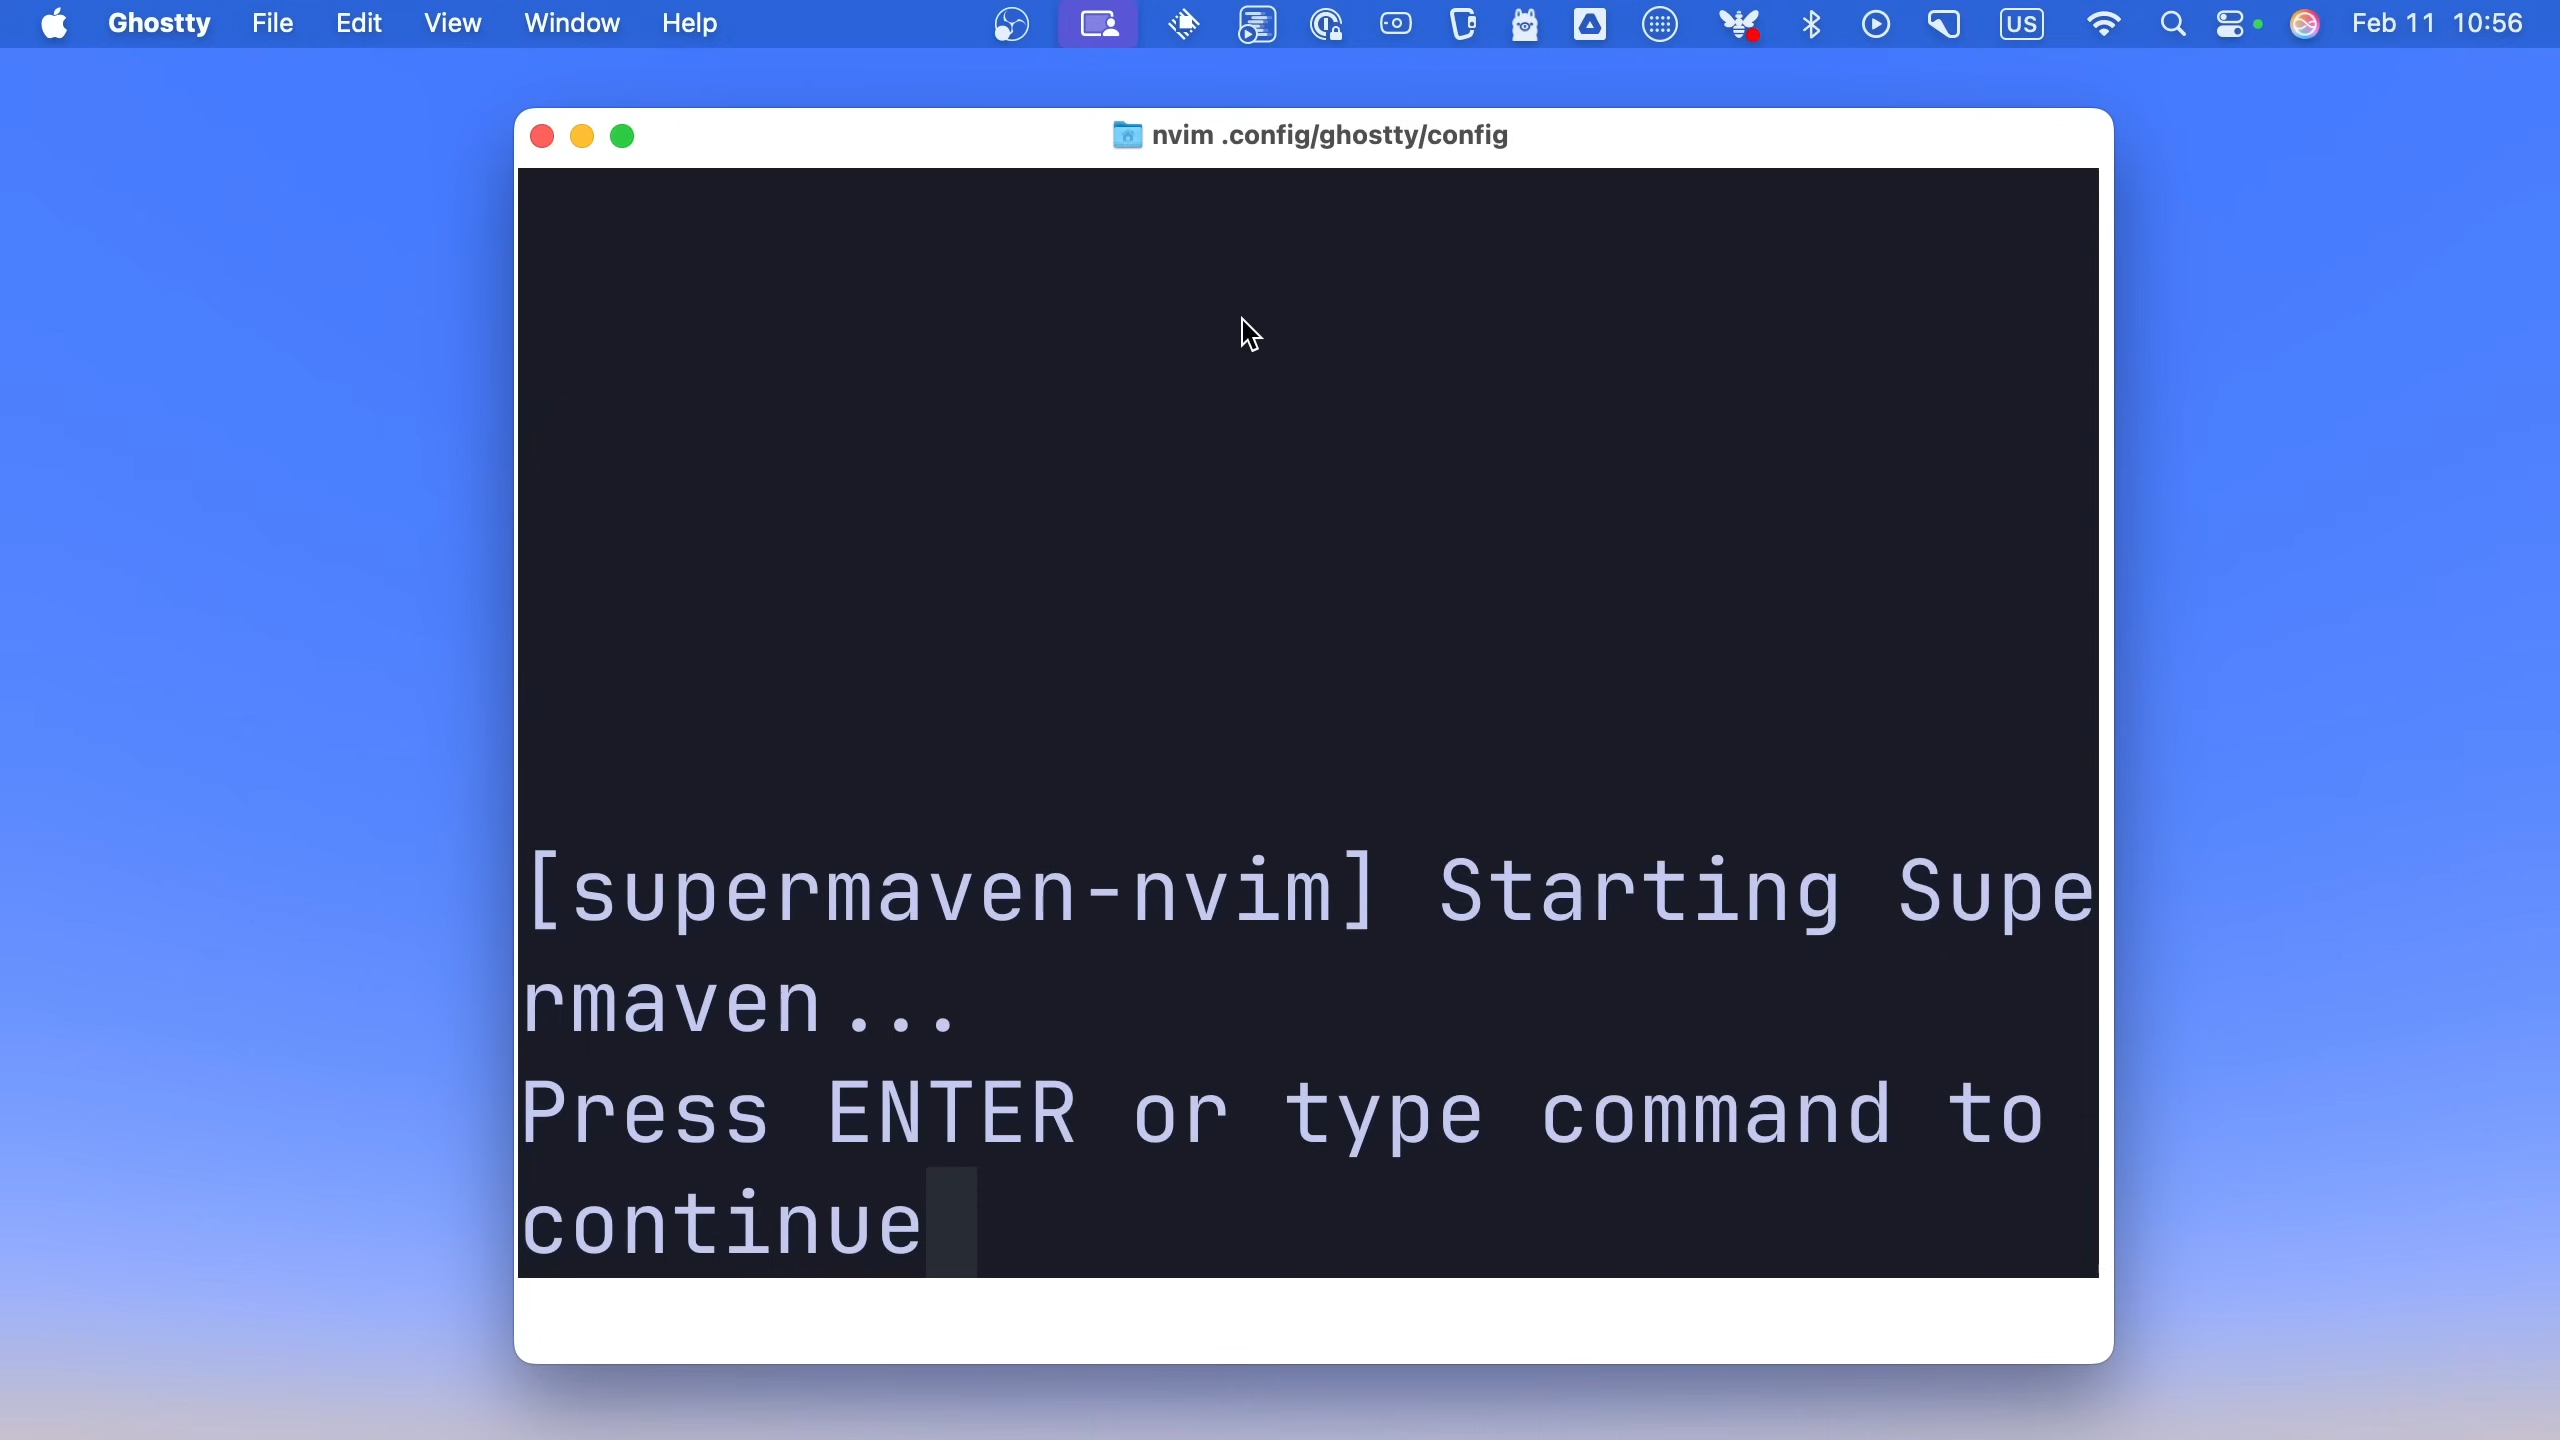 Ghostty File Edit View Window Help US Feb 11 10:56
nvim .config/ghostty/config
[supermaven-nvim] Starting Supe
rmaven...
Press ENTER or type command to
continue